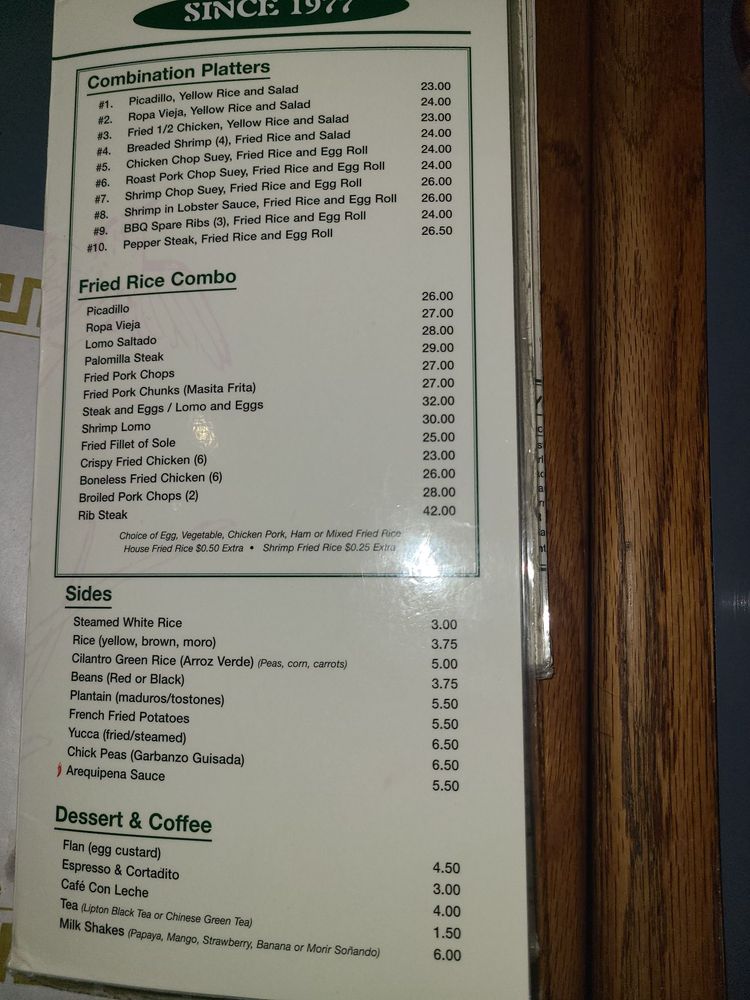 SINCE 1977
Combination Platters
#1. Picadillo, Yellow Rice and Salad 23.00
#2. Ropa Vieja, Yellow Rice and Salad 24.00
#3. Fried 1/2 Chicken, Yellow Rice and Salad 23.00
#4. Breaded Shrimp (4), Fried Rice and Salad 24.00
#5. Chicken Chop Suey, Fried Rice and Egg Roll 24.00
#6. Roast Pork Chop Suey, Fried Rice and Egg Roll 24.00
#7. Shrimp Chop Suey, Fried Rice and Egg Roll 26.00
#8. Shrimp in Lobster Sauce, Fried Rice and Egg Roll 26.00
#9. BBQ Spare Ribs (3), Fried Rice and Egg Roll 24.00
#10. Pepper Steak, Fried Rice and Egg Roll 26.50
Fried Rice Combo
Picadillo 26.00
Ropa Vieja 27.00
Lomo Saltado 28.00
Palomilla Steak 29.00
Fried Pork Chops 27.00
Fried Pork Chunks (Masita Frita) 27.00
Steak and Eggs / Lomo and Eggs 32.00
Shrimp Lomo 30.00
Fried Fillet of Sole 25.00
Crispy Fried Chicken (6) 23.00
Boneless Fried Chicken (6) 26.00
Broiled Pork Chops (2) 28.00
Rib Steak 42.00
Choice of Egg, Vegetable, Chicken Pork, Ham or Mixed Fried Rice
House Fried Rice $0.50 Extra • Shrimp Fried Rice $0.25 Extra
Sides
Steamed White Rice 3.00
Rice (yellow, brown, moro) 3.75
Cilantro Green Rice (Arroz Verde) (Peas, corn, carrots) 5.00
Beans (Red or Black) 3.75
Plantain (maduros/tostones) 5.50
French Fried Potatoes 5.50
Yucca (fried/steamed) 6.50
Chick Peas (Garbanzo Guisada) 6.50
Arequipena Sauce 5.50
Dessert & Coffee
Flan (egg custard) 4.50
Espresso & Cortadito 3.00
Café Con Leche 4.00
Tea (Lipton Black Tea or Chinese Green Tea) 1.50
Milk Shakes (Papaya, Mango, Strawberry, Banana or Morir Soñando) 6.00